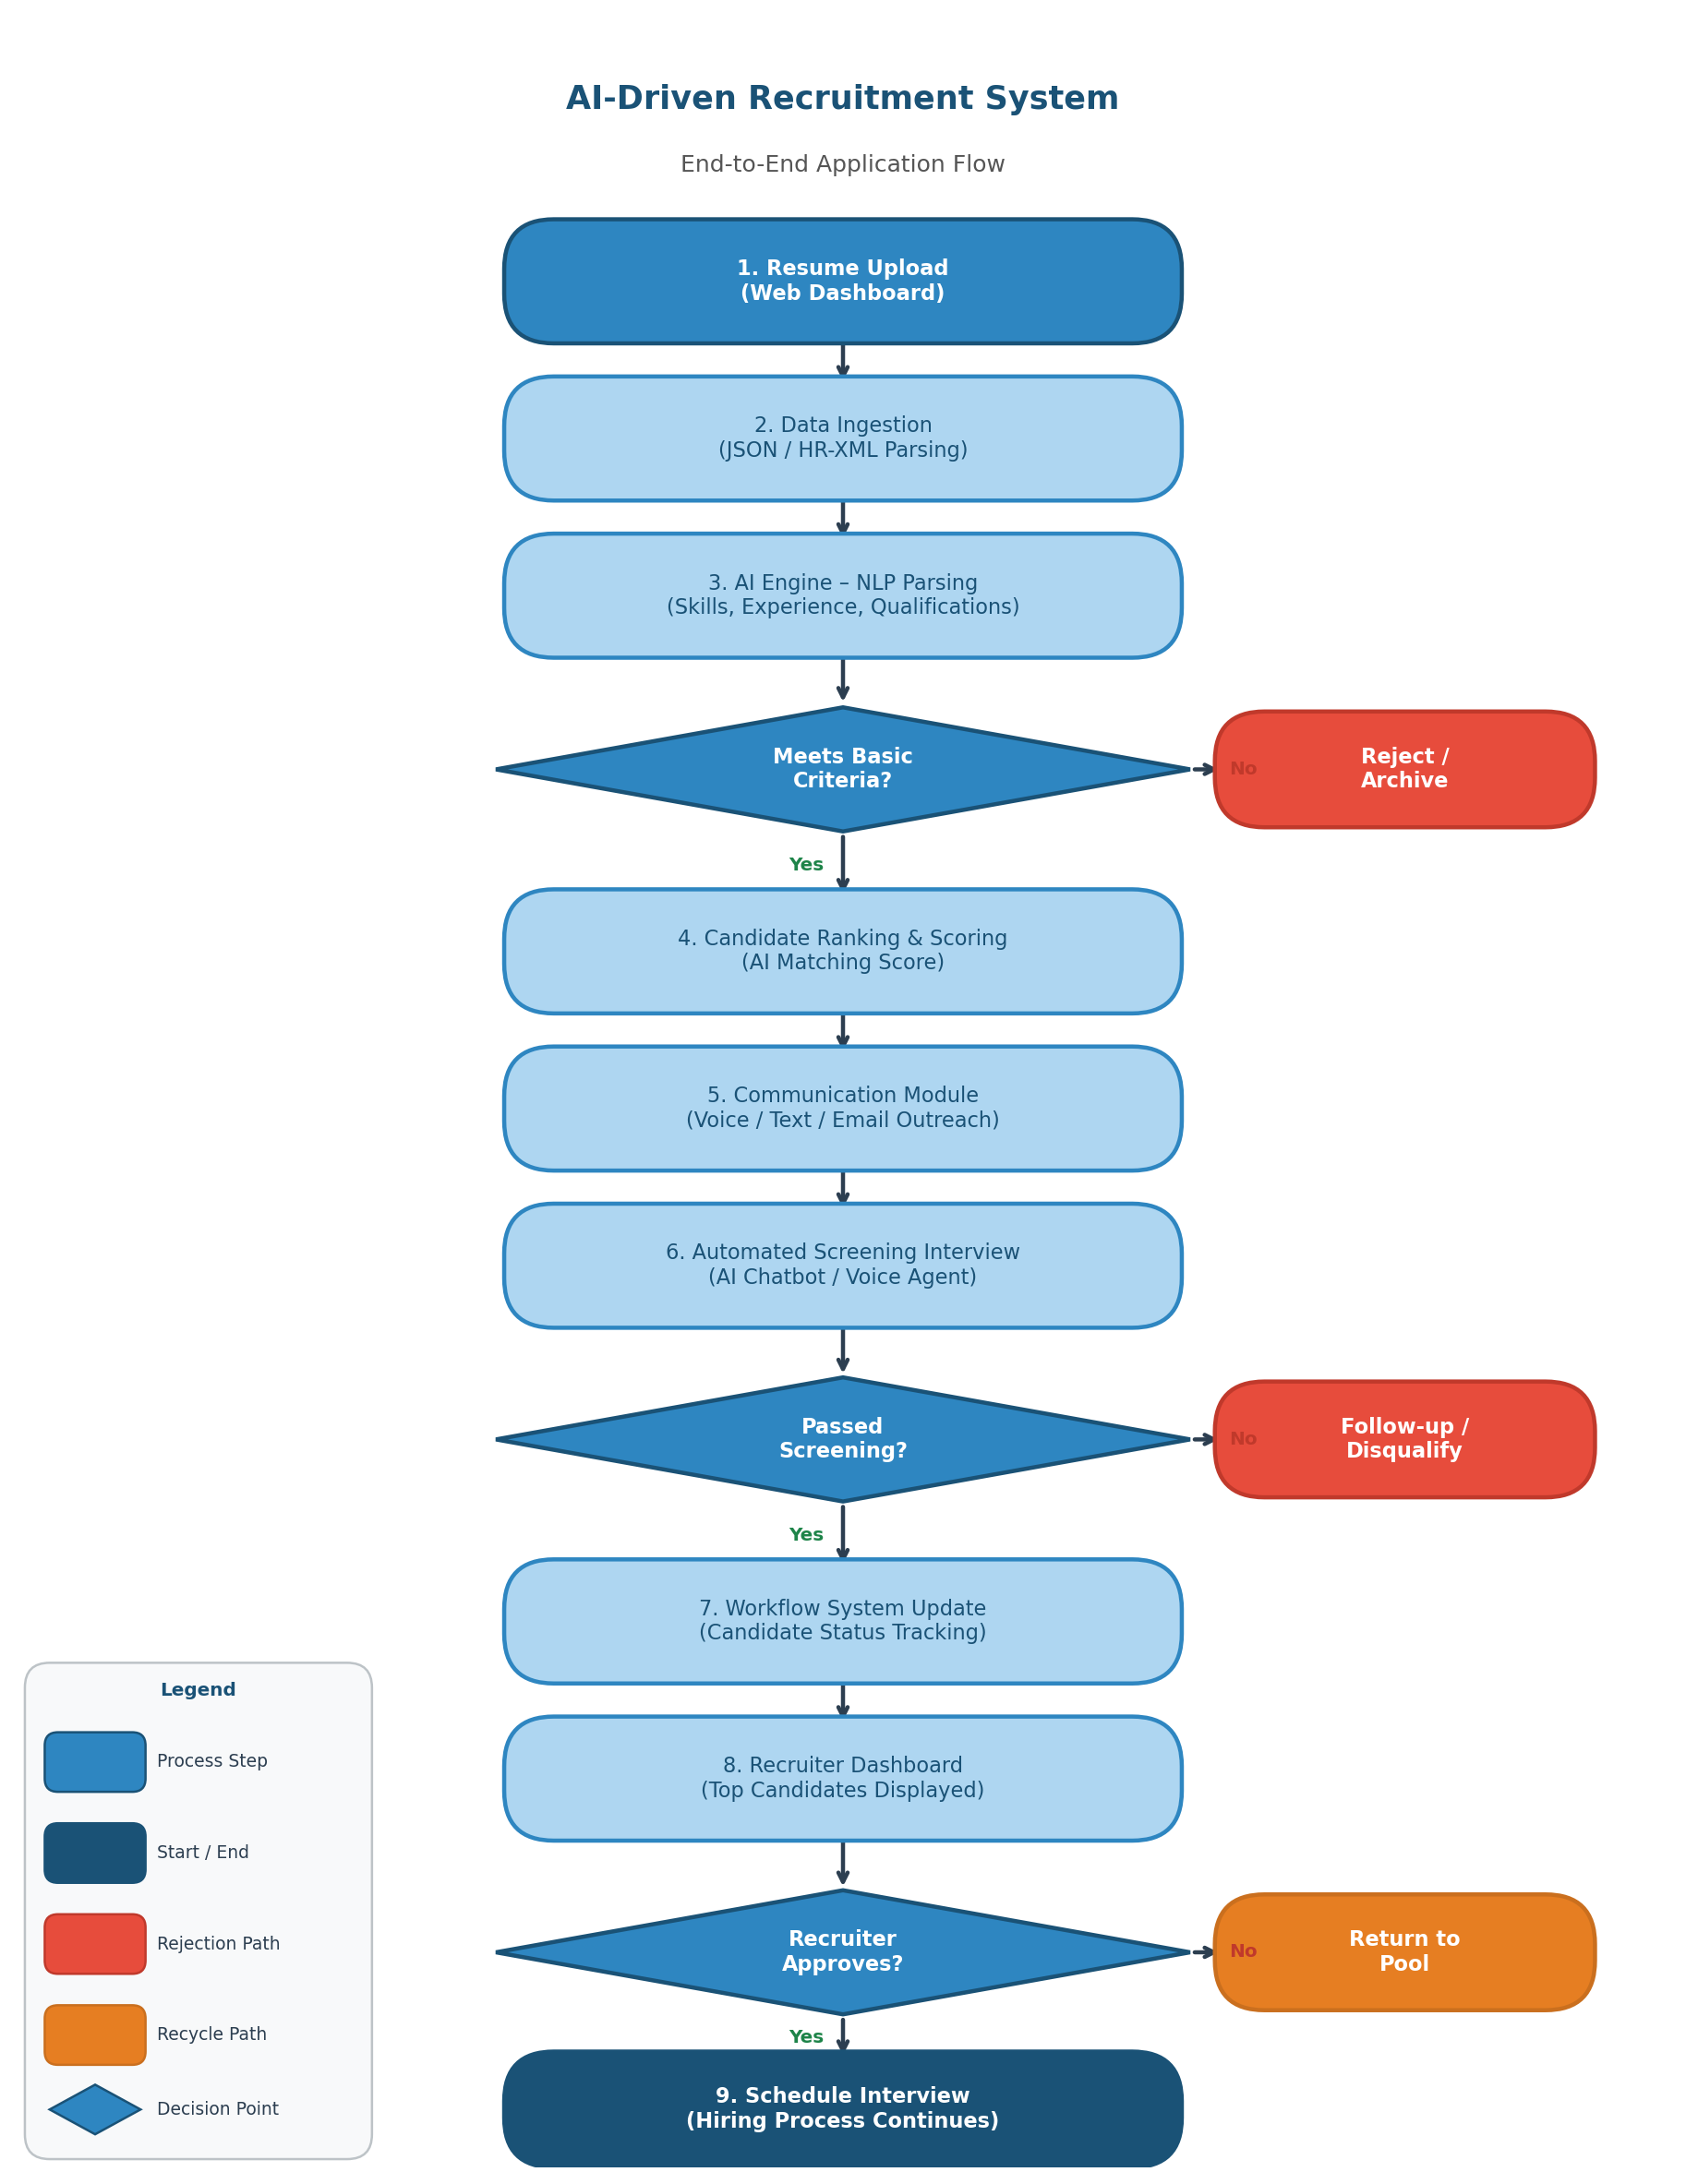 AI-Driven Recruitment System
End-to-End Application Flow
1. Resume Upload
(Web Dashboard)
2. Data Ingestion
(JSON / HR-XML Parsing)
3. AI Engine – NLP Parsing
(Skills, Experience, Qualifications)
Meets Basic
Criteria?
No
Reject /
Archive
Yes
4. Candidate Ranking & Scoring
(AI Matching Score)
5. Communication Module
(Voice / Text / Email Outreach)
6. Automated Screening Interview
(AI Chatbot / Voice Agent)
Passed
Screening?
No
Follow-up /
Disqualify
Yes
7. Workflow System Update
(Candidate Status Tracking)
8. Recruiter Dashboard
(Top Candidates Displayed)
Recruiter
Approves?
No
Return to
Pool
Yes
9. Schedule Interview
(Hiring Process Continues)
Legend
Process Step
Start / End
Rejection Path
Recycle Path
Decision Point